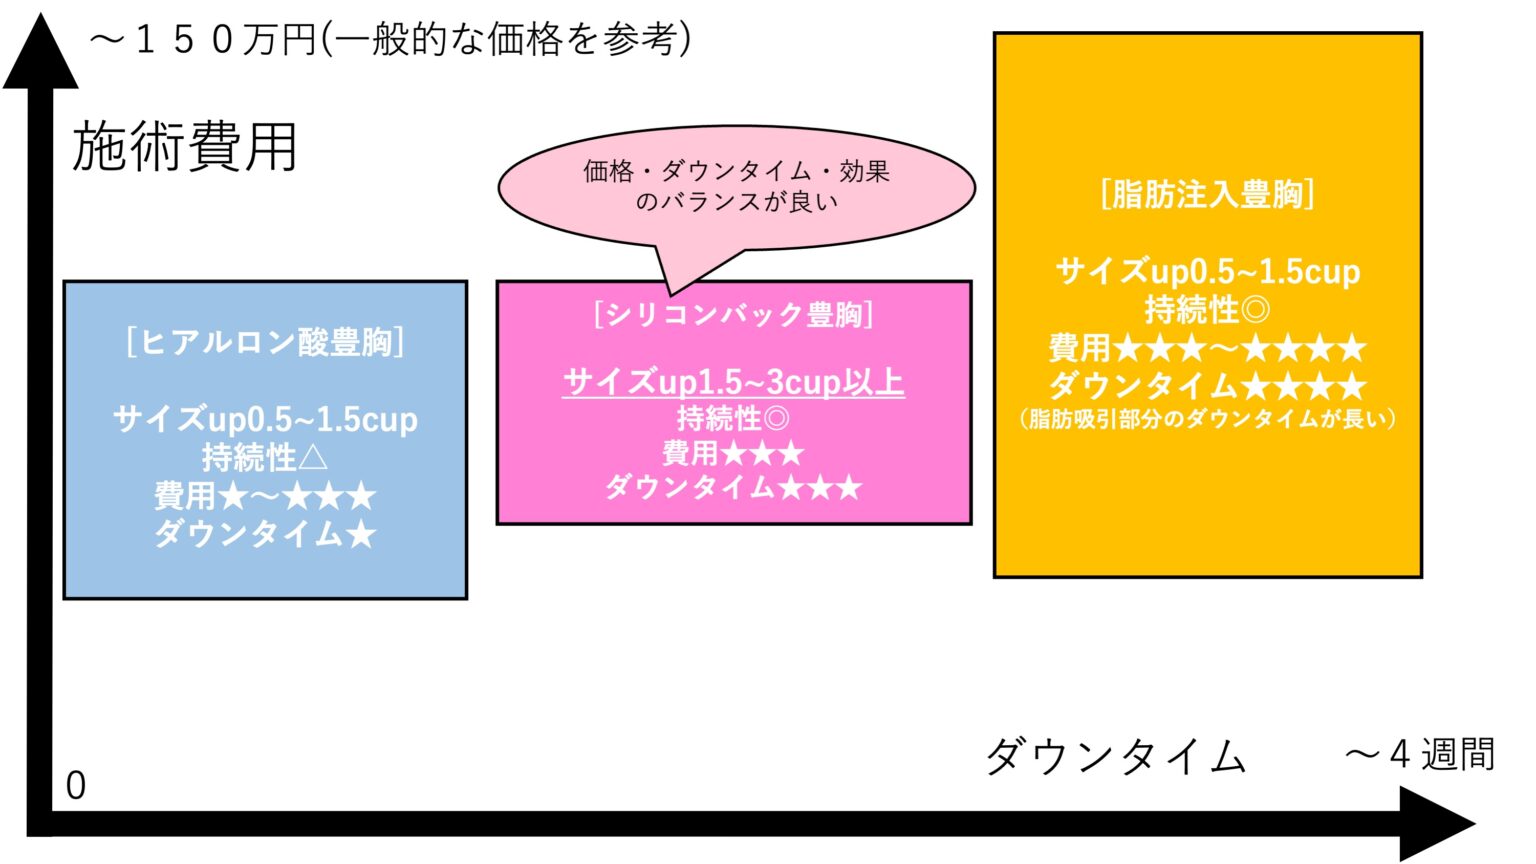 ～１５０万円(一般的な価格を参考)
施術費用
価格・ダウンタイム・効果
のバランスが良い
[ヒアルロン酸豊胸]
サイズup0.5~1.5cup
持続性△
費用★～★★★
ダウンタイム★
[シリコンバック豊胸]
サイズup1.5~3cup以上
持続性◎
費用★★★
ダウンタイム★★★
[脂肪注入豊胸]
サイズup0.5~1.5cup
持続性◎
費用★★★～★★★★
ダウンタイム★★★★
（脂肪吸引部分のダウンタイムが長い）
ダウンタイム
～４週間
0